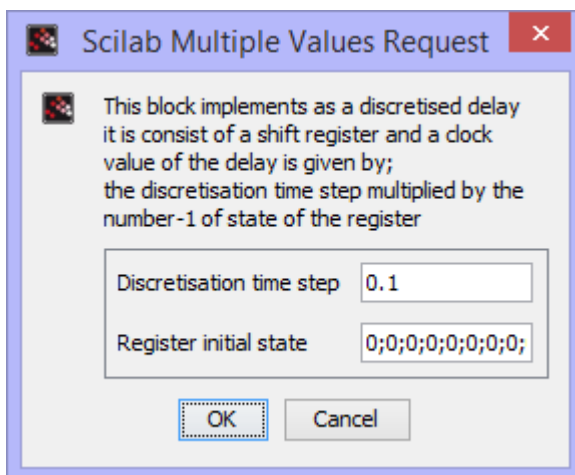 Scilab Multiple Values Request
This block implements as a discretised delay
it is consist of a shift register and a clock
value of the delay is given by;
the discretisation time step multiplied by the
number-1 of state of the register
Discretisation time step 0.1
Register initial state 0;0;0;0;0;0;0;0;
OK Cancel